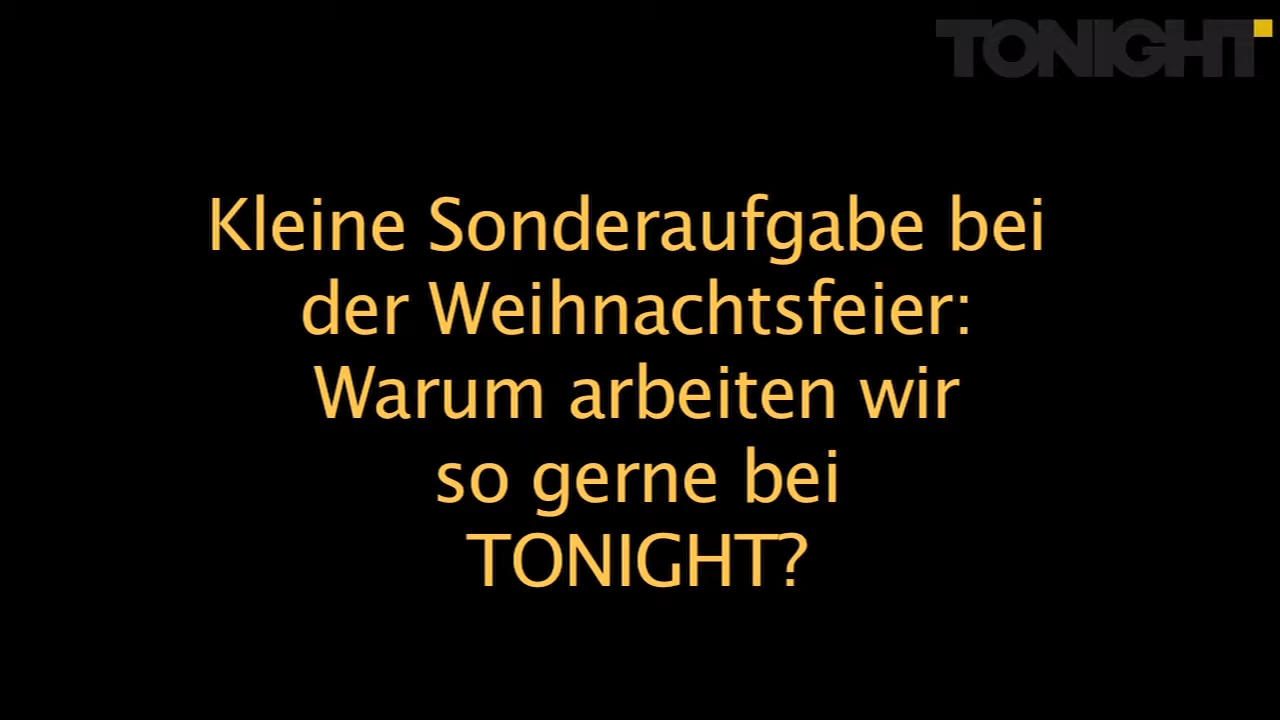 TONIGHT
Kleine Sonderaufgabe bei
der Weihnachtsfeier:
Warum arbeiten wir
so gerne bei
TONIGHT?